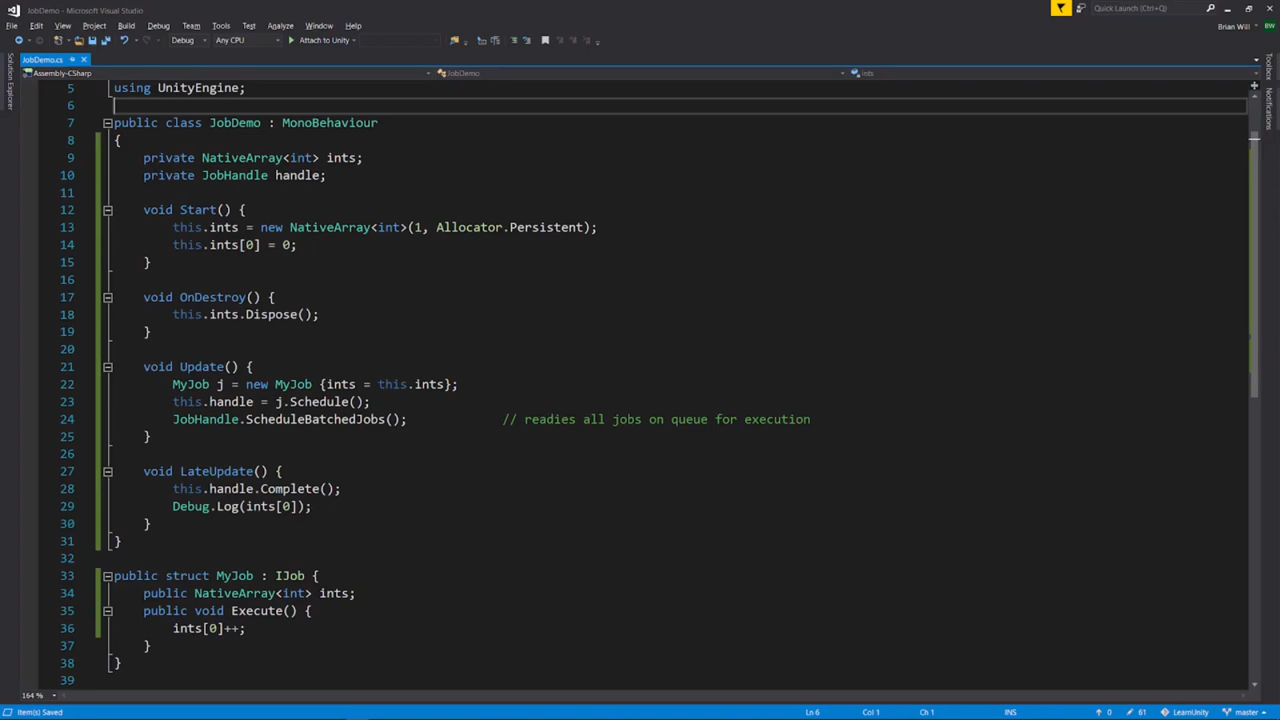 JobDemo - Microsoft Visual Studio
Quick Launch (Ctrl+Q)
File Edit View Project Build Debug Team Tools Test Analyze Window Help
Brian Will BW
Debug Any CPU Attach to Unity
JobDemo.cs
Assembly-CSharp JobDemo ints
Solution Explorer
Toolbox
Notifications
5 using UnityEngine;
6
7 public class JobDemo : MonoBehaviour
8 {
9 private NativeArray<int> ints;
10 private JobHandle handle;
11
12 void Start() {
13 this.ints = new NativeArray<int>(1, Allocator.Persistent);
14 this.ints[0] = 0;
15 }
16
17 void OnDestroy() {
18 this.ints.Dispose();
19 }
20
21 void Update() {
22 MyJob j = new MyJob {ints = this.ints};
23 this.handle = j.Schedule();
24 JobHandle.ScheduleBatchedJobs(); // readies all jobs on queue for execution
25 }
26
27 void LateUpdate() {
28 this.handle.Complete();
29 Debug.Log(ints[0]);
30 }
31 }
32
33 public struct MyJob : IJob {
34 public NativeArray<int> ints;
35 public void Execute() {
36 ints[0]++;
37 }
38 }
39
164 %
Item(s) Saved Ln 6 Col 1 Ch 1 INS 0 61 LearnUnity master